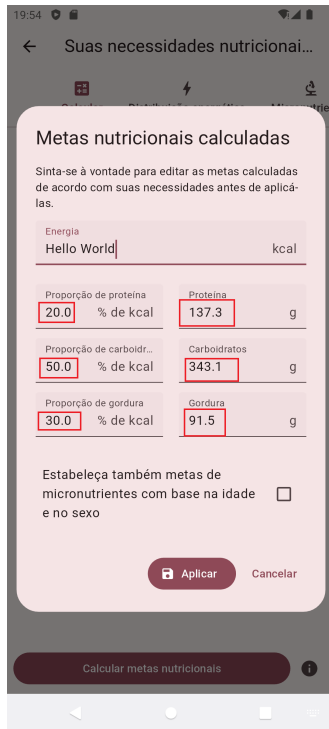 19:54
Suas necessidades nutricionai...
Metas nutricionais calculadas
Sinta-se à vontade para editar as metas calculadas
de acordo com suas necessidades antes de aplicá-
las.
Energia
Hello World kcal
Proporção de proteína Proteína
20.0 % de kcal 137.3 g
Proporção de carboidr... Carboidratos
50.0 % de kcal 343.1 g
Proporção de gordura Gordura
30.0 % de kcal 91.5 g
Estabeleça também metas de
micronutrientes com base na idade
e no sexo
Aplicar Cancelar
Calcular metas nutricionais